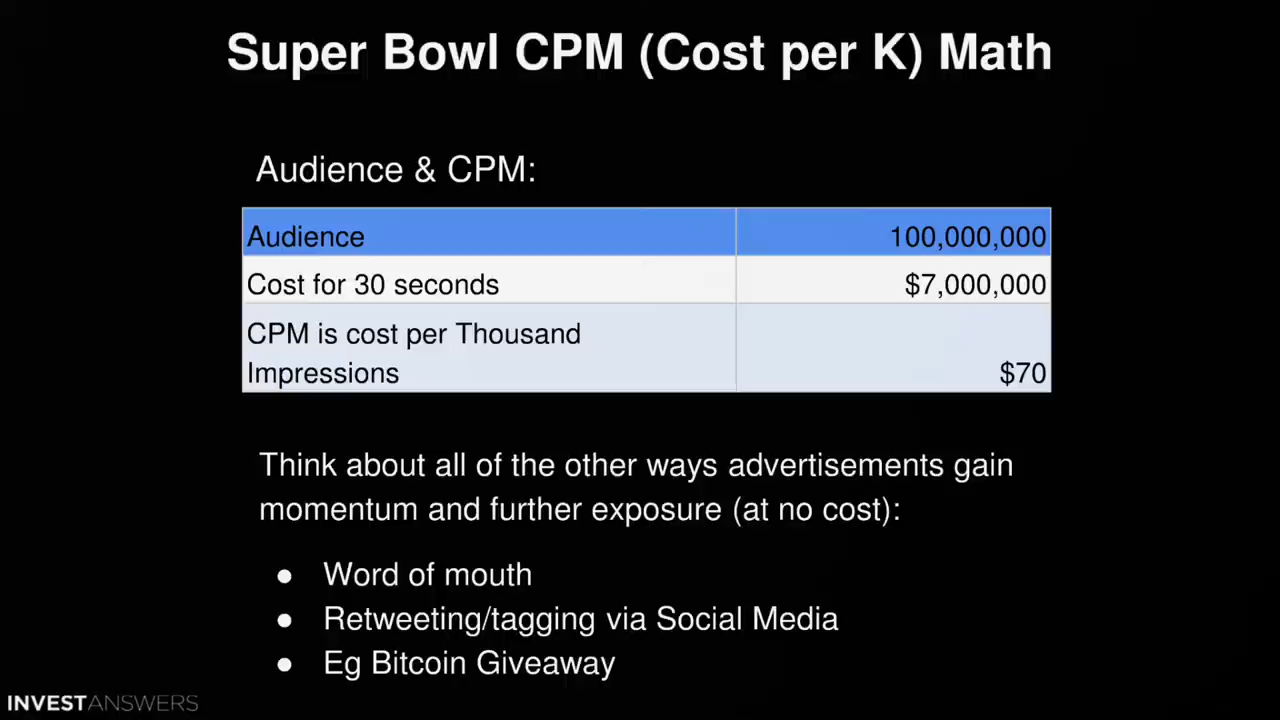 Super Bowl CPM (Cost per K) Math
Audience & CPM:
Audience 100,000,000
Cost for 30 seconds $7,000,000
CPM is cost per Thousand
Impressions $70
Think about all of the other ways advertisements gain
momentum and further exposure (at no cost):
● Word of mouth
● Retweeting/tagging via Social Media
● Eg Bitcoin Giveaway
INVESTANSWERS